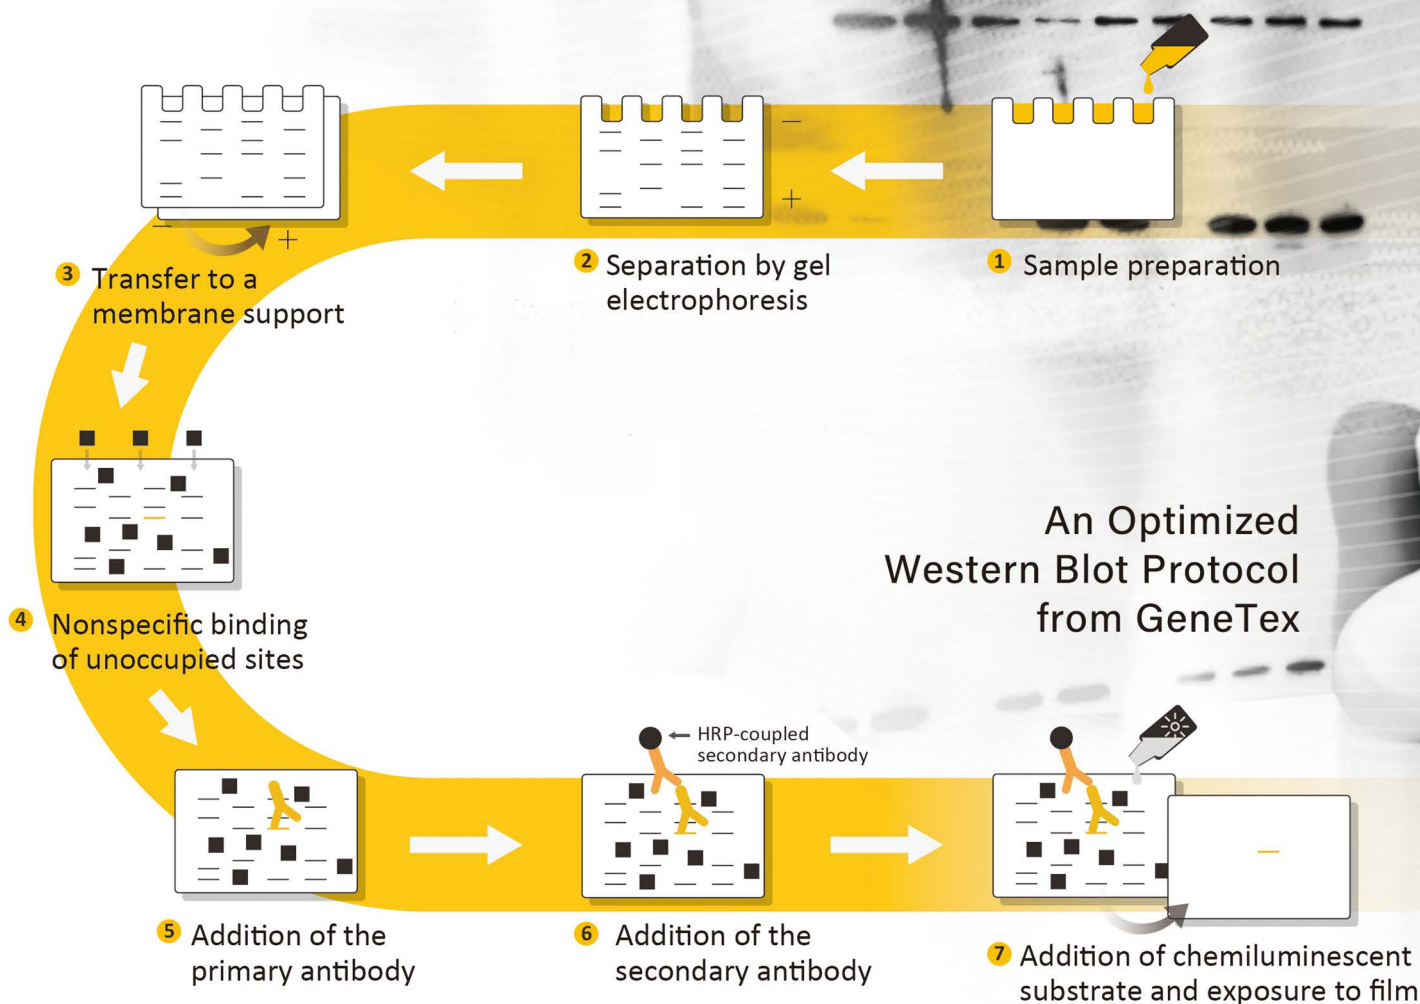 1 Sample preparation
2 Separation by gel
electrophoresis
3 Transfer to a
membrane support
4 Nonspecific binding
of unoccupied sites
An Optimized
Western Blot Protocol
from GeneTex
5 Addition of the
primary antibody
HRP-coupled
secondary antibody
6 Addition of the
secondary antibody
7 Addition of chemiluminescent
substrate and exposure to film
− 
+
−
+